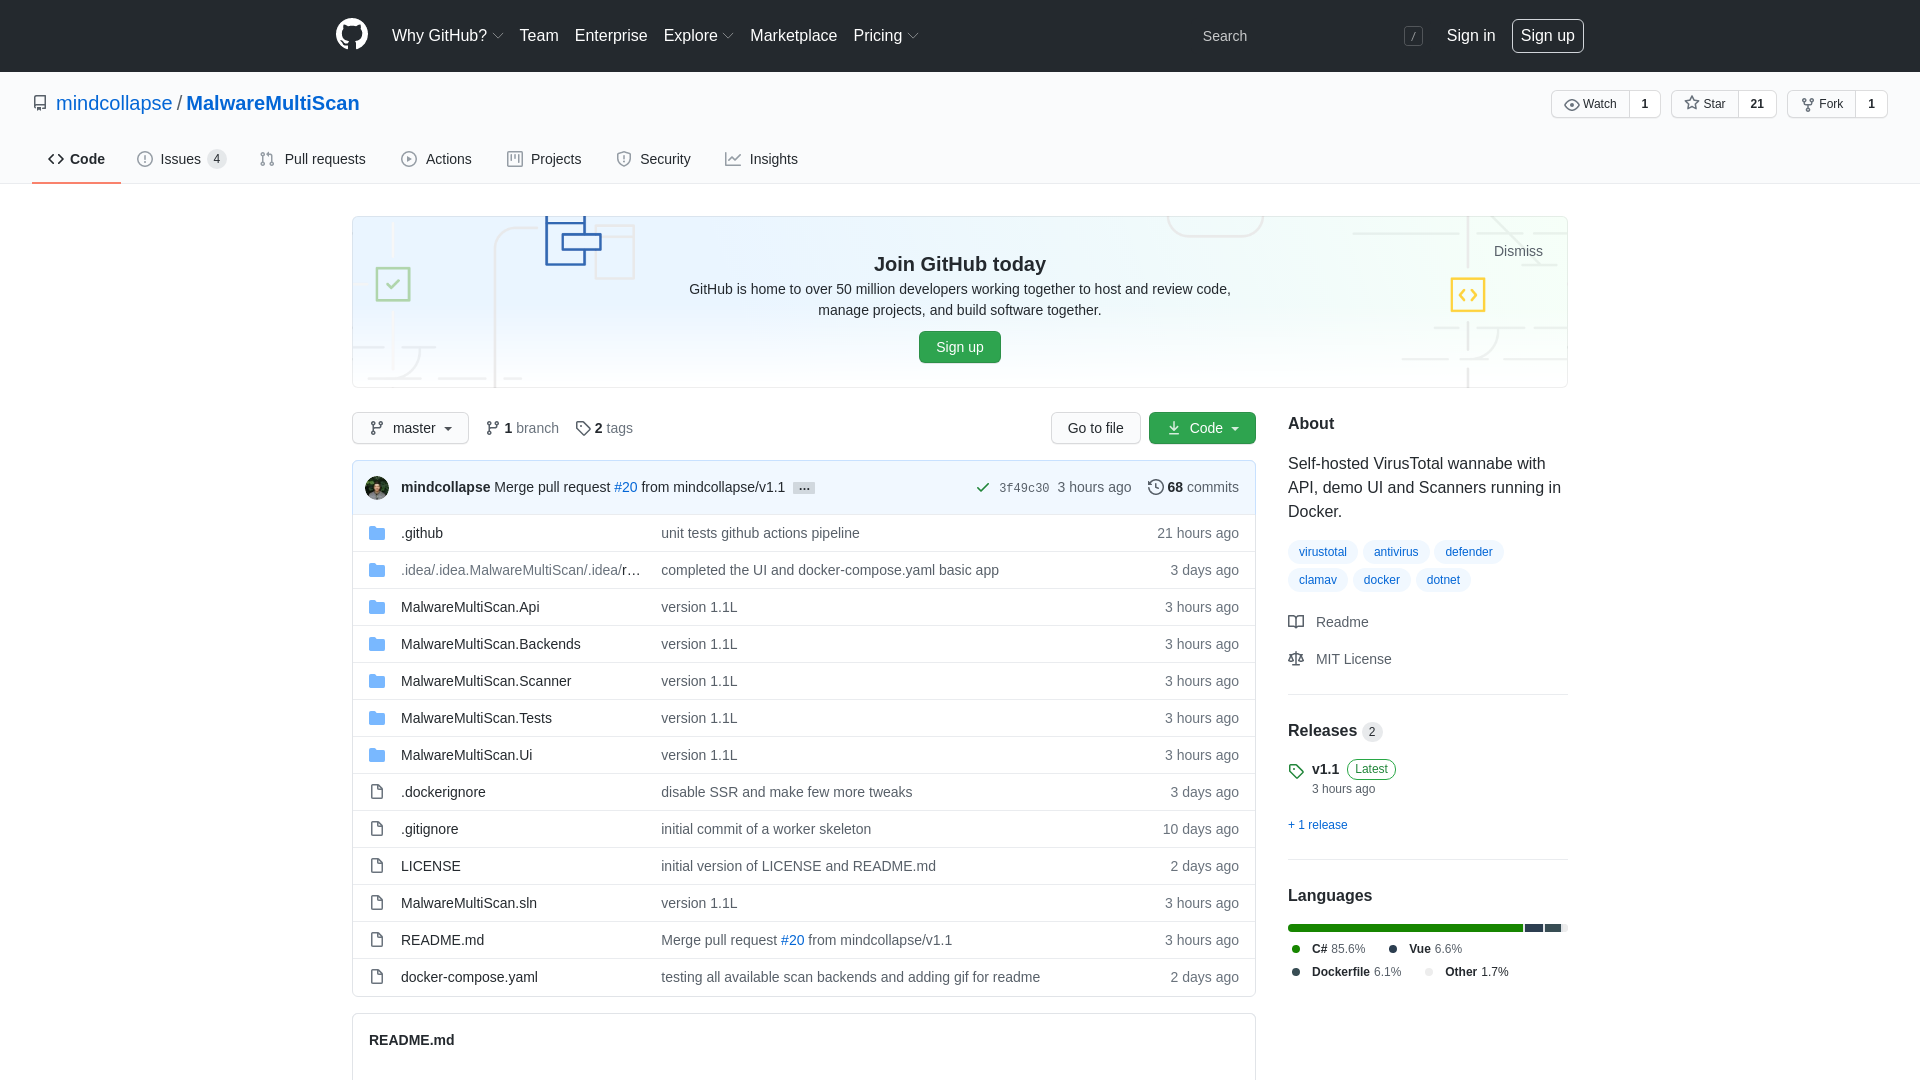 Why GitHub? Team Enterprise Explore Marketplace Pricing Search / Sign in Sign up
mindcollapse / MalwareMultiScan Watch 1 Star 21 Fork 1
Code Issues 4 Pull requests Actions Projects Security Insights
Dismiss
Join GitHub today
GitHub is home to over 50 million developers working together to host and review code,
manage projects, and build software together.
Sign up
master 1 branch 2 tags Go to file Code
mindcollapse Merge pull request #20 from mindcollapse/v1.1 … 3f49c30 3 hours ago 68 commits
.github unit tests github actions pipeline 21 hours ago
.idea/.idea.MalwareMultiScan/.idea/r… completed the UI and docker-compose.yaml basic app 3 days ago
MalwareMultiScan.Api version 1.1L 3 hours ago
MalwareMultiScan.Backends version 1.1L 3 hours ago
MalwareMultiScan.Scanner version 1.1L 3 hours ago
MalwareMultiScan.Tests version 1.1L 3 hours ago
MalwareMultiScan.Ui version 1.1L 3 hours ago
.dockerignore disable SSR and make few more tweaks 3 days ago
.gitignore initial commit of a worker skeleton 10 days ago
LICENSE initial version of LICENSE and README.md 2 days ago
MalwareMultiScan.sln version 1.1L 3 hours ago
README.md Merge pull request #20 from mindcollapse/v1.1 3 hours ago
docker-compose.yaml testing all available scan backends and adding gif for readme 2 days ago
README.md
About
Self-hosted VirusTotal wannabe with
API, demo UI and Scanners running in
Docker.
virustotal antivirus defender
clamav docker dotnet
Readme
MIT License
Releases 2
v1.1 Latest
3 hours ago
+ 1 release
Languages
C# 85.6% Vue 6.6%
Dockerfile 6.1% Other 1.7%